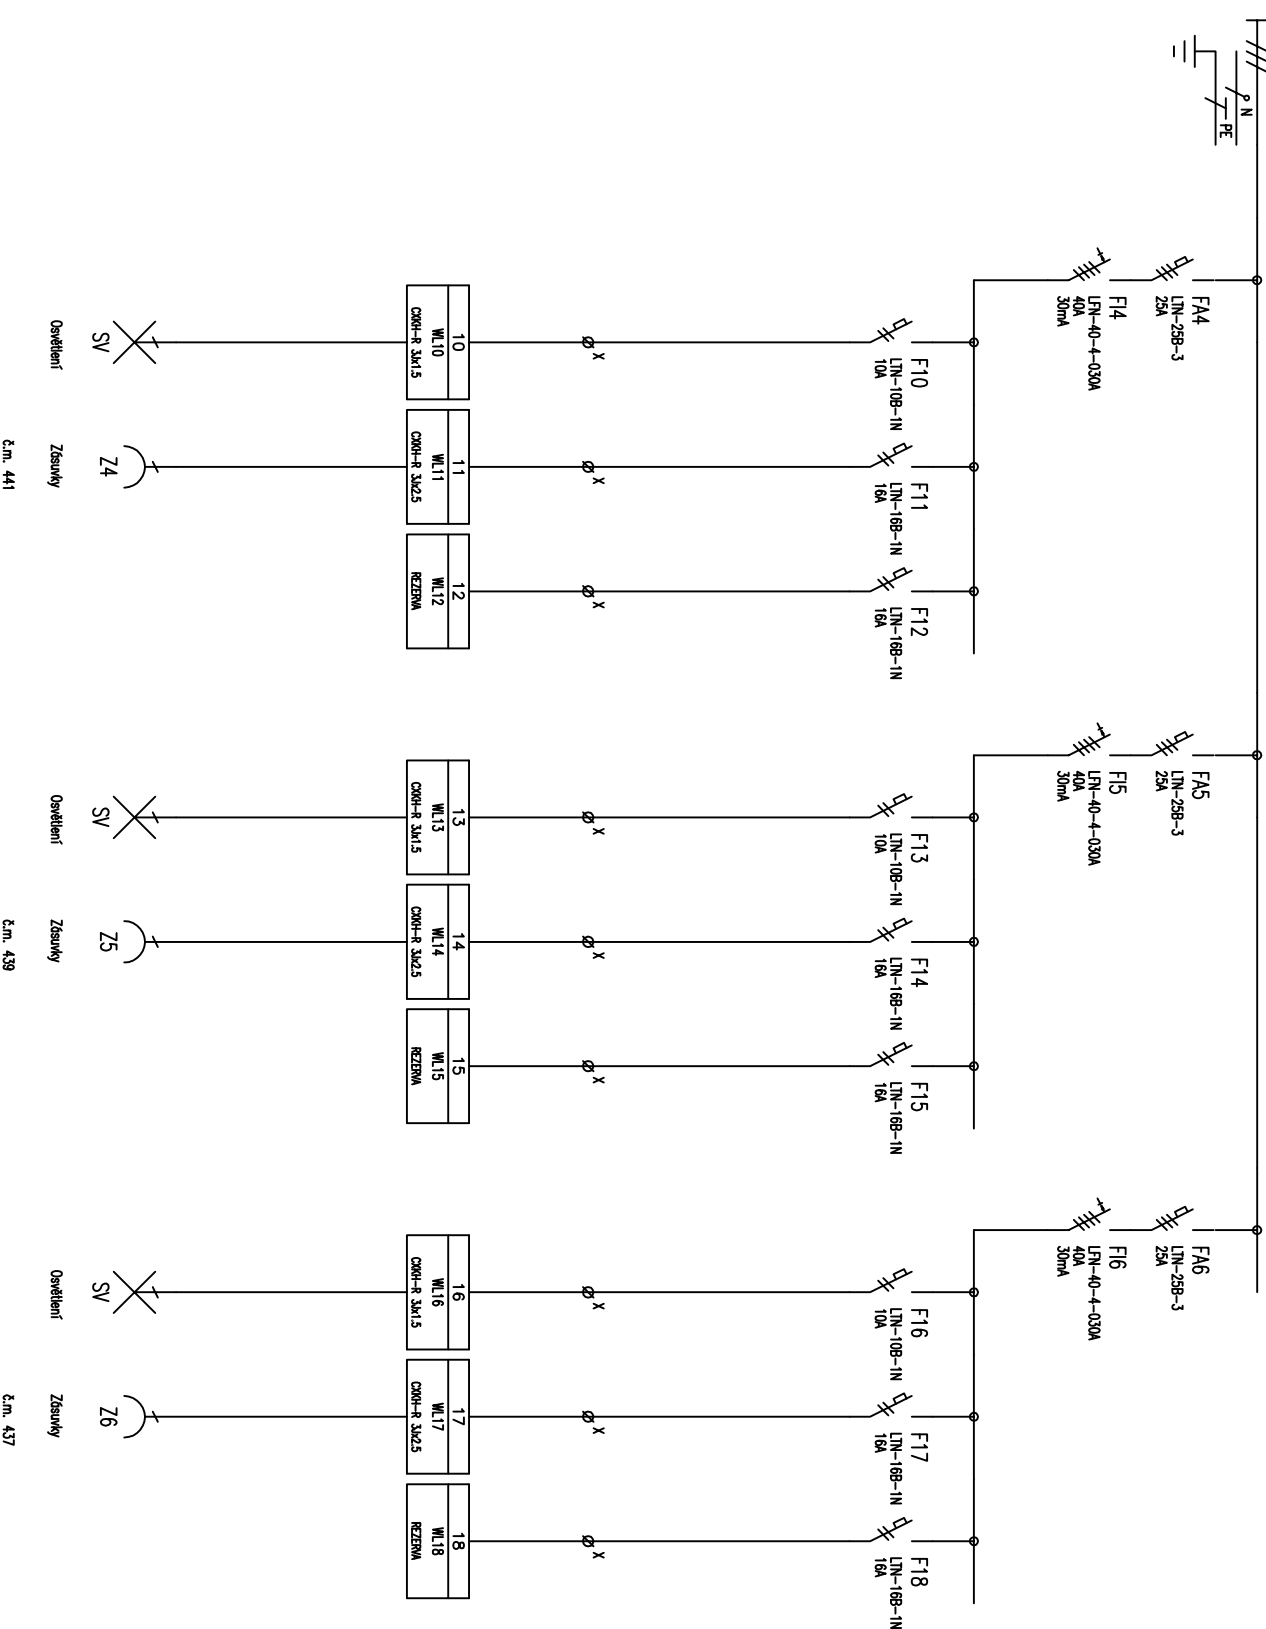 N
PE
FA4
LTN-25B-3
25A
FI4
LFN-40-4-030A
40A
30mA
F10
LTN-10B-1N
10A
F11
LTN-16B-1N
16A
F12
LTN-16B-1N
16A
X
X
X
10
WL10
CXKH-R 3Jx1.5
11
WL11
CXKH-R 3Jx2.5
12
WL12
REZERVA
SV
Z4
Osvětlení
Zásuvky
č.m. 441
FA5
LTN-25B-3
25A
FI5
LFN-40-4-030A
40A
30mA
F13
LTN-10B-1N
10A
F14
LTN-16B-1N
16A
F15
LTN-16B-1N
16A
X
X
X
13
WL13
CXKH-R 3Jx1.5
14
WL14
CXKH-R 3Jx2.5
15
WL15
REZERVA
SV
Z5
Osvětlení
Zásuvky
č.m. 439
FA6
LTN-25B-3
25A
FI6
LFN-40-4-030A
40A
30mA
F16
LTN-10B-1N
10A
F17
LTN-16B-1N
16A
F18
LTN-16B-1N
16A
X
X
X
16
WL16
CXKH-R 3Jx1.5
17
WL17
CXKH-R 3Jx2.5
18
WL18
REZERVA
SV
Z6
Osvětlení
Zásuvky
č.m. 437